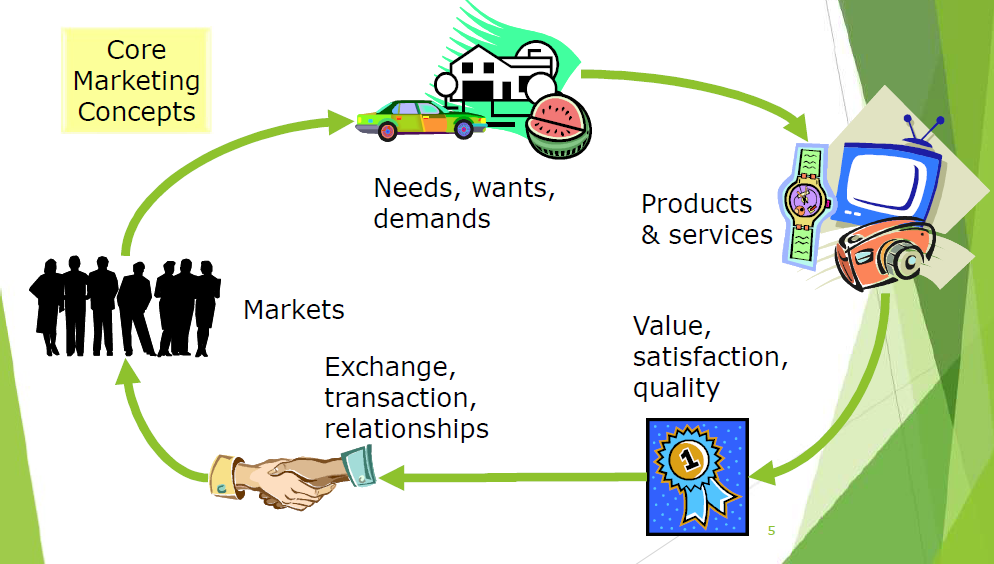 Core
Marketing
Concepts
Needs, wants,
demands
Products
& services
Markets
Value,
satisfaction,
quality
Exchange,
transaction,
relationships
1
5